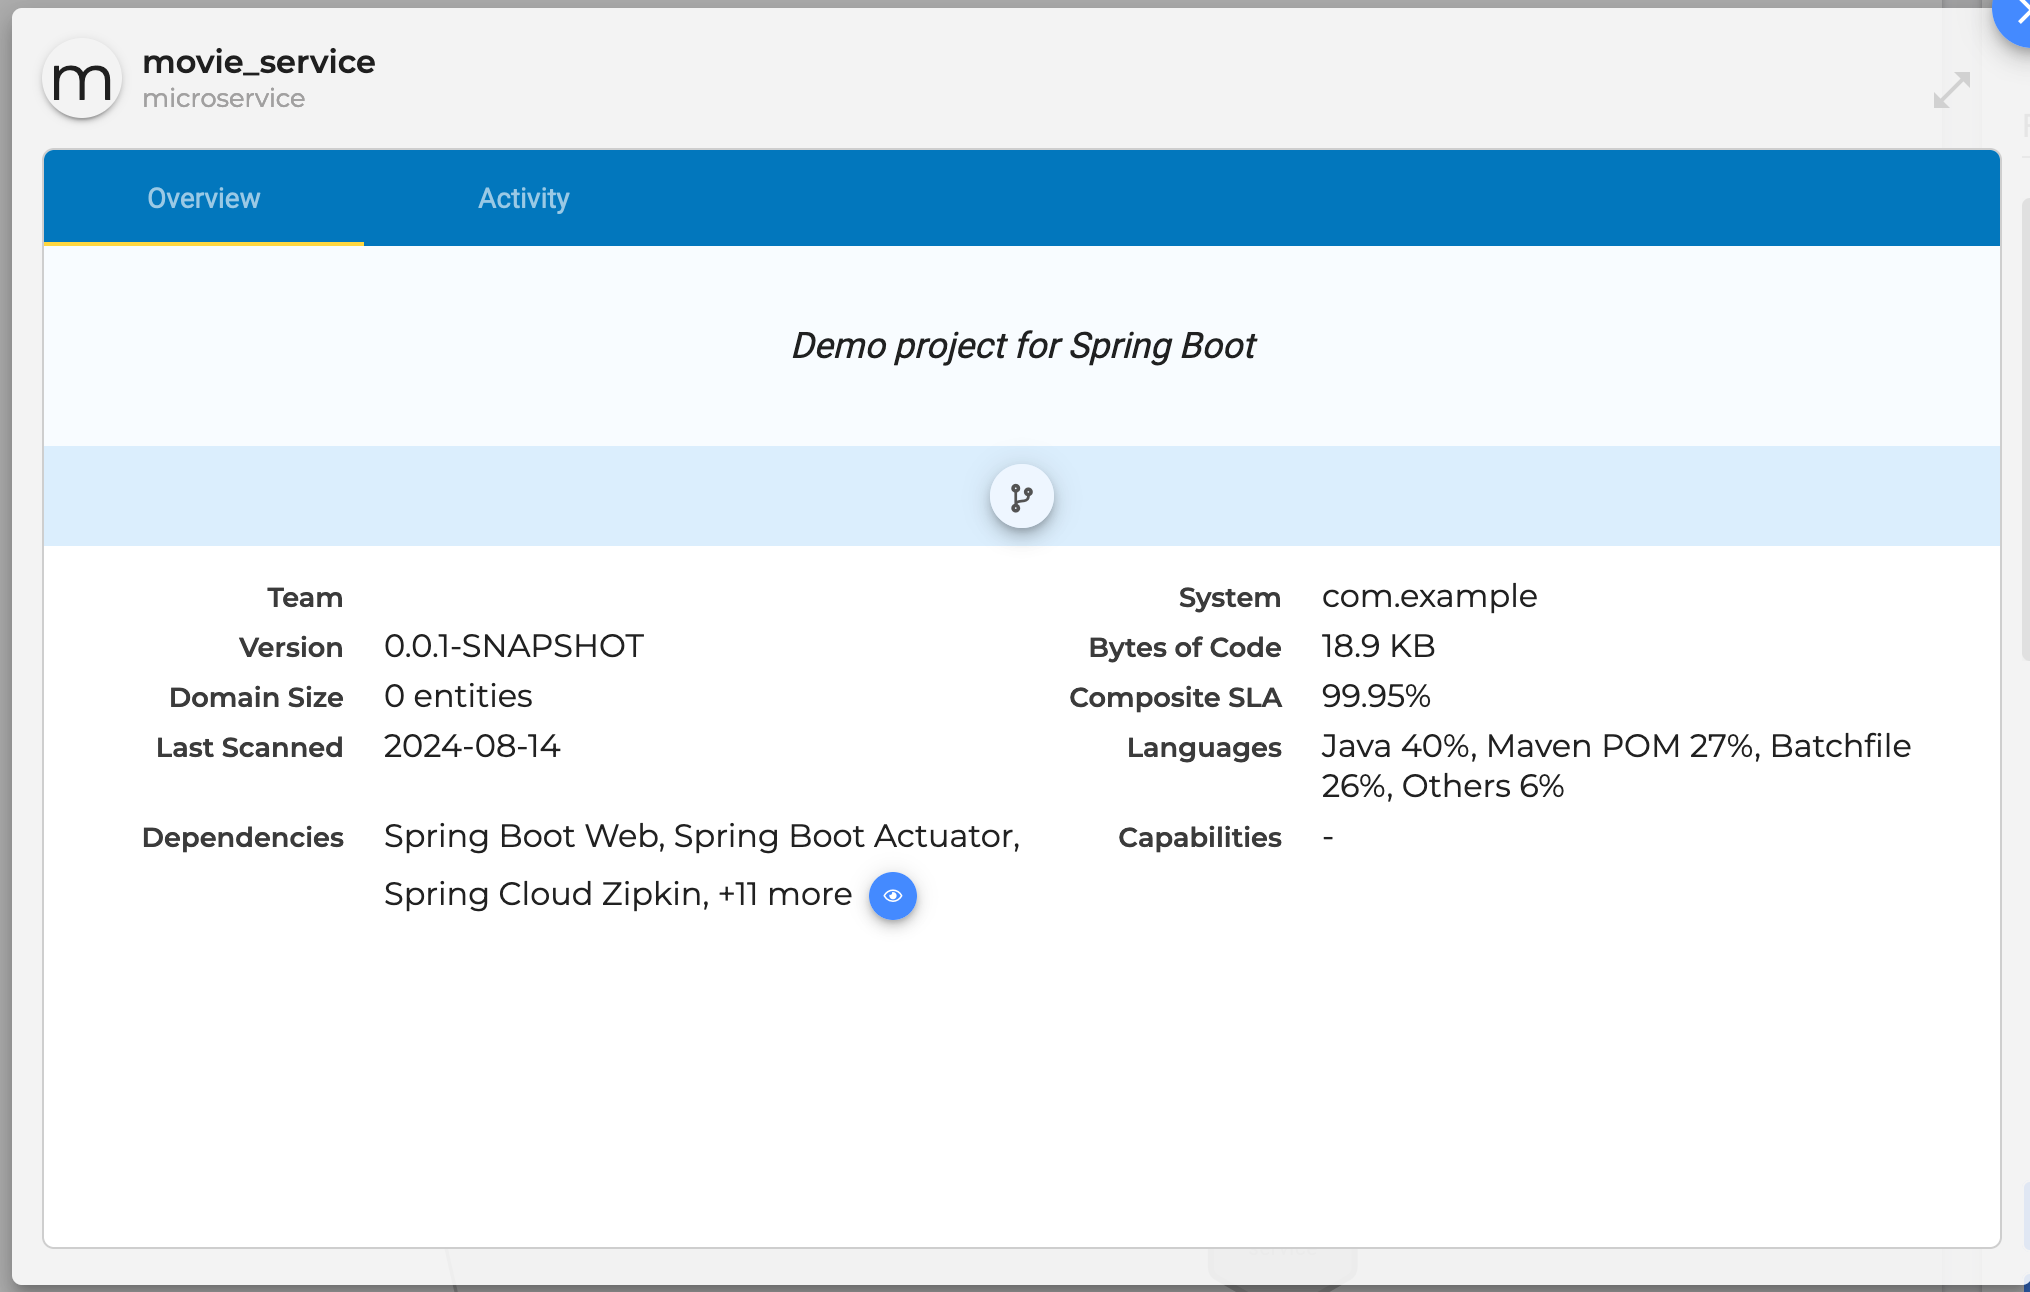 m
movie_service
microservice
Overview
Activity
Demo project for Spring Boot
Team
System
com.example
Version
0.0.1-SNAPSHOT
Bytes of Code
18.9 KB
Domain Size
0 entities
Composite SLA
99.95%
Last Scanned
2024-08-14
Languages
Java 40%, Maven POM 27%, Batchfile
26%, Others 6%
Dependencies
Spring Boot Web, Spring Boot Actuator,
Spring Cloud Zipkin, +11 more
Capabilities
-